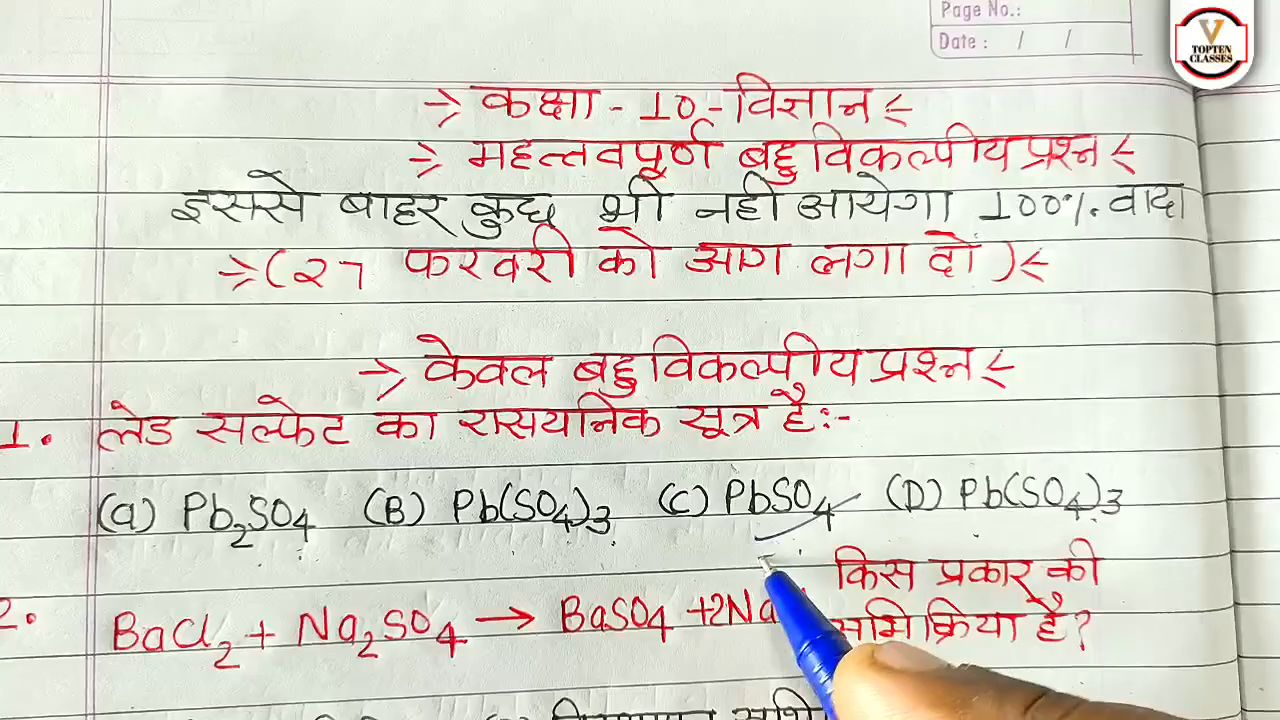 Page No.:
Date : / /
V
TOPTEN
CLASSES
→ कक्षा - 10 - विज्ञान ←
→ महत्तवपूर्ण बहुविकल्पीय प्रश्न ←
इससे बाहर कुछ भी नही आयेगा 100%. वादा
→ (27 फरवरी को आग लगा दो) ←
→ केवल बहुविकल्पीय प्रश्न ←
1. लेड सल्फेट का रासयनिक सूत्र है:-
(a) Pb₂SO₄ (B) Pb(SO₄)₃ (C) PbSO₄ (D) Pb(SO₄)₃
किस प्रकार की
2. BaCl₂ + Na₂SO₄ → BaSO₄ + 2Na
अभिक्रिया है?